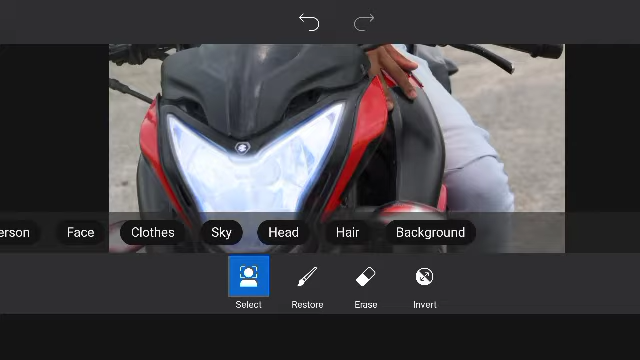 erson Face Clothes Sky Head Hair Background
Select Restore Erase Invert